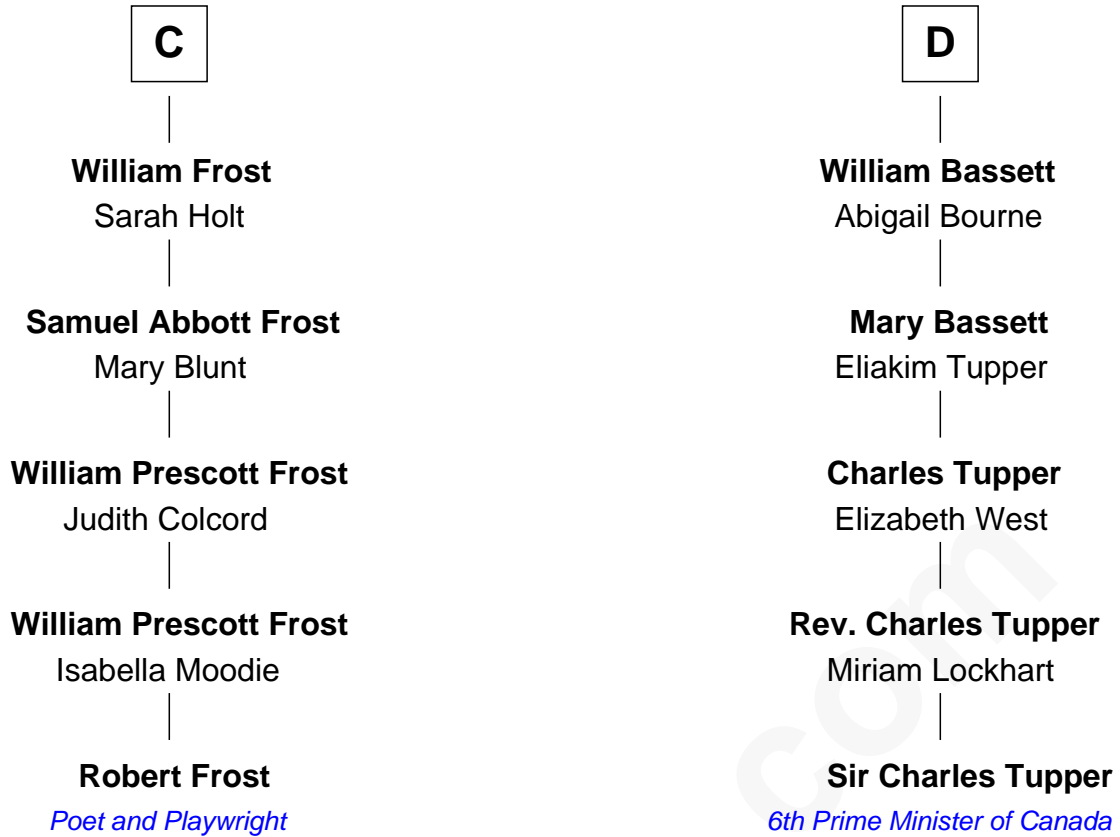 C
William Frost
Sarah Holt
Samuel Abbott Frost
Mary Blunt
William Prescott Frost
Judith Colcord
William Prescott Frost
Isabella Moodie
Robert Frost
Poet and Playwright
D
William Bassett
Abigail Bourne
Mary Bassett
Eliakim Tupper
Charles Tupper
Elizabeth West
Rev. Charles Tupper
Miriam Lockhart
Sir Charles Tupper
6th Prime Minister of Canada
com